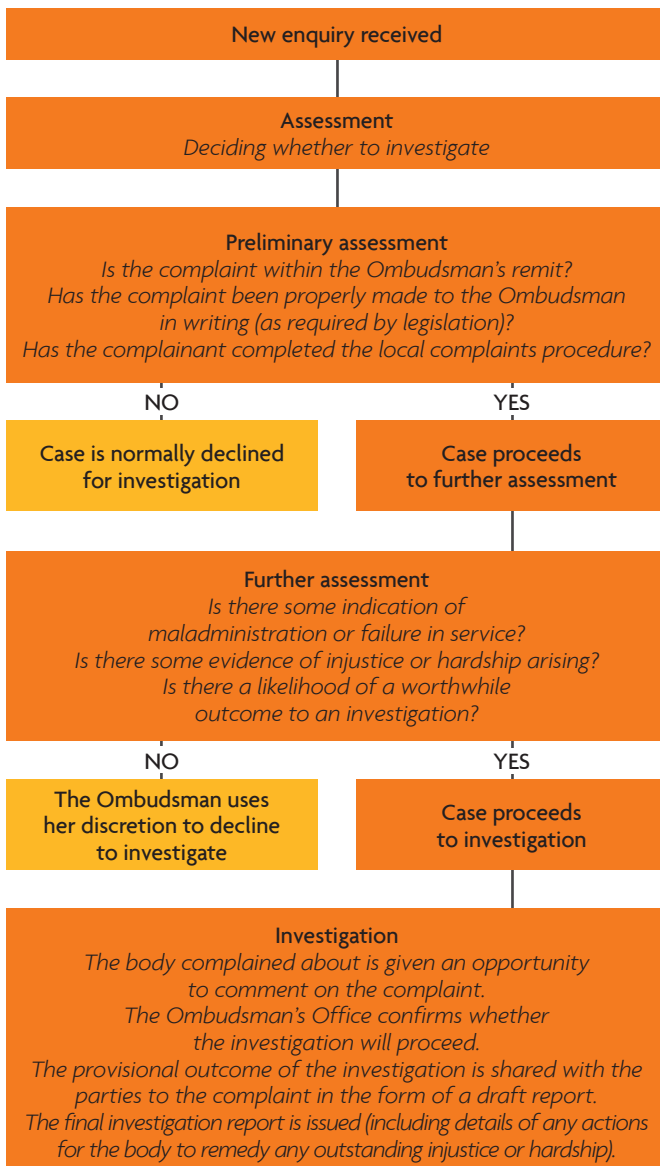 New enquiry received
Assessment
Deciding whether to investigate
Preliminary assessment
Is the complaint within the Ombudsman’s remit?
Has the complaint been properly made to the Ombudsman
in writing (as required by legislation)?
Has the complainant completed the local complaints procedure?
NO
YES
Case is normally declined
for investigation
Case proceeds
to further assessment
Further assessment
Is there some indication of
maladministration or failure in service?
Is there some evidence of injustice or hardship arising?
Is there a likelihood of a worthwhile
outcome to an investigation?
NO
YES
The Ombudsman uses
her discretion to decline
to investigate
Case proceeds
to investigation
Investigation
The body complained about is given an opportunity
to comment on the complaint.
The Ombudsman’s Office confirms whether
the investigation will proceed.
The provisional outcome of the investigation is shared with the
parties to the complaint in the form of a draft report.
The final investigation report is issued (including details of any actions
for the body to remedy any outstanding injustice or hardship).